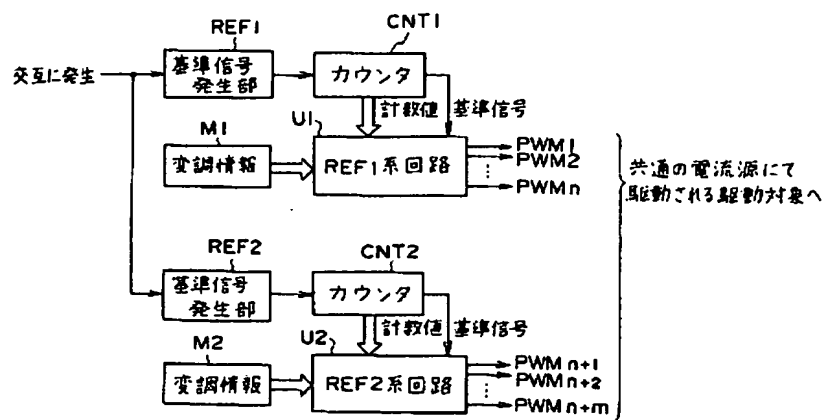 REF1
CNT1
交互に発生
基準信号
発生部
カウンタ
計数値
基準信号
M1
U1
変調情報
REF1系回路
PWM1
PWM2
PWMn
共通の電流源にて
駆動される駆動対象へ
REF2
CNT2
基準信号
発生部
カウンタ
計数値
基準信号
M2
U2
変調情報
REF2系回路
PWMn+1
PWMn+2
PWMn+m